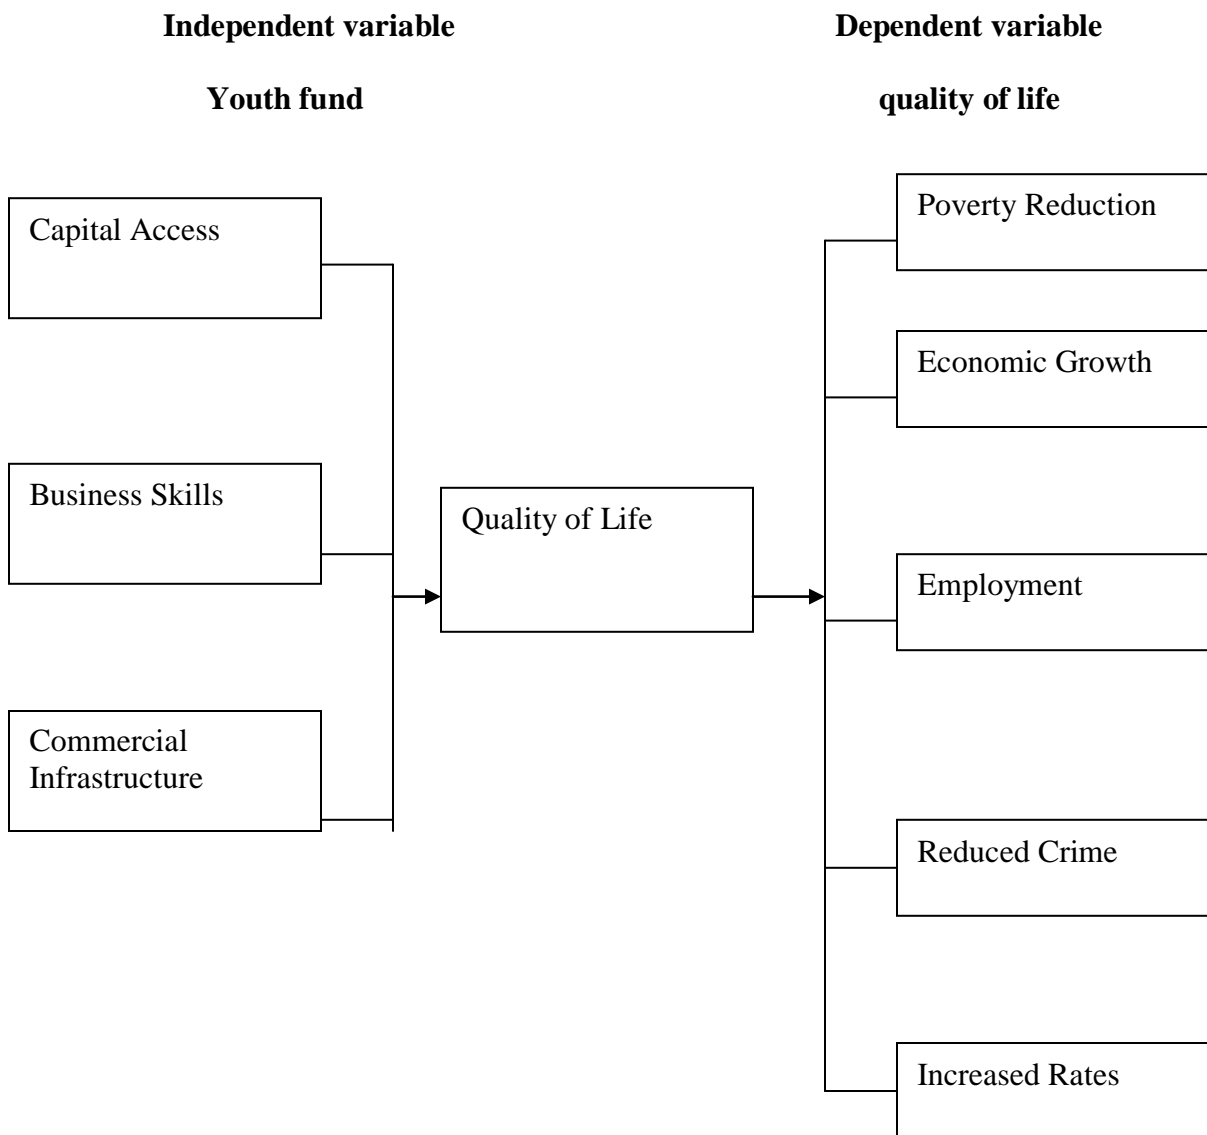 Independent variable
Dependent variable
Youth fund
quality of life
Capital Access
Business Skills
Commercial
Infrastructure
Quality of Life
Poverty Reduction
Economic Growth
Employment
Reduced Crime
Increased Rates